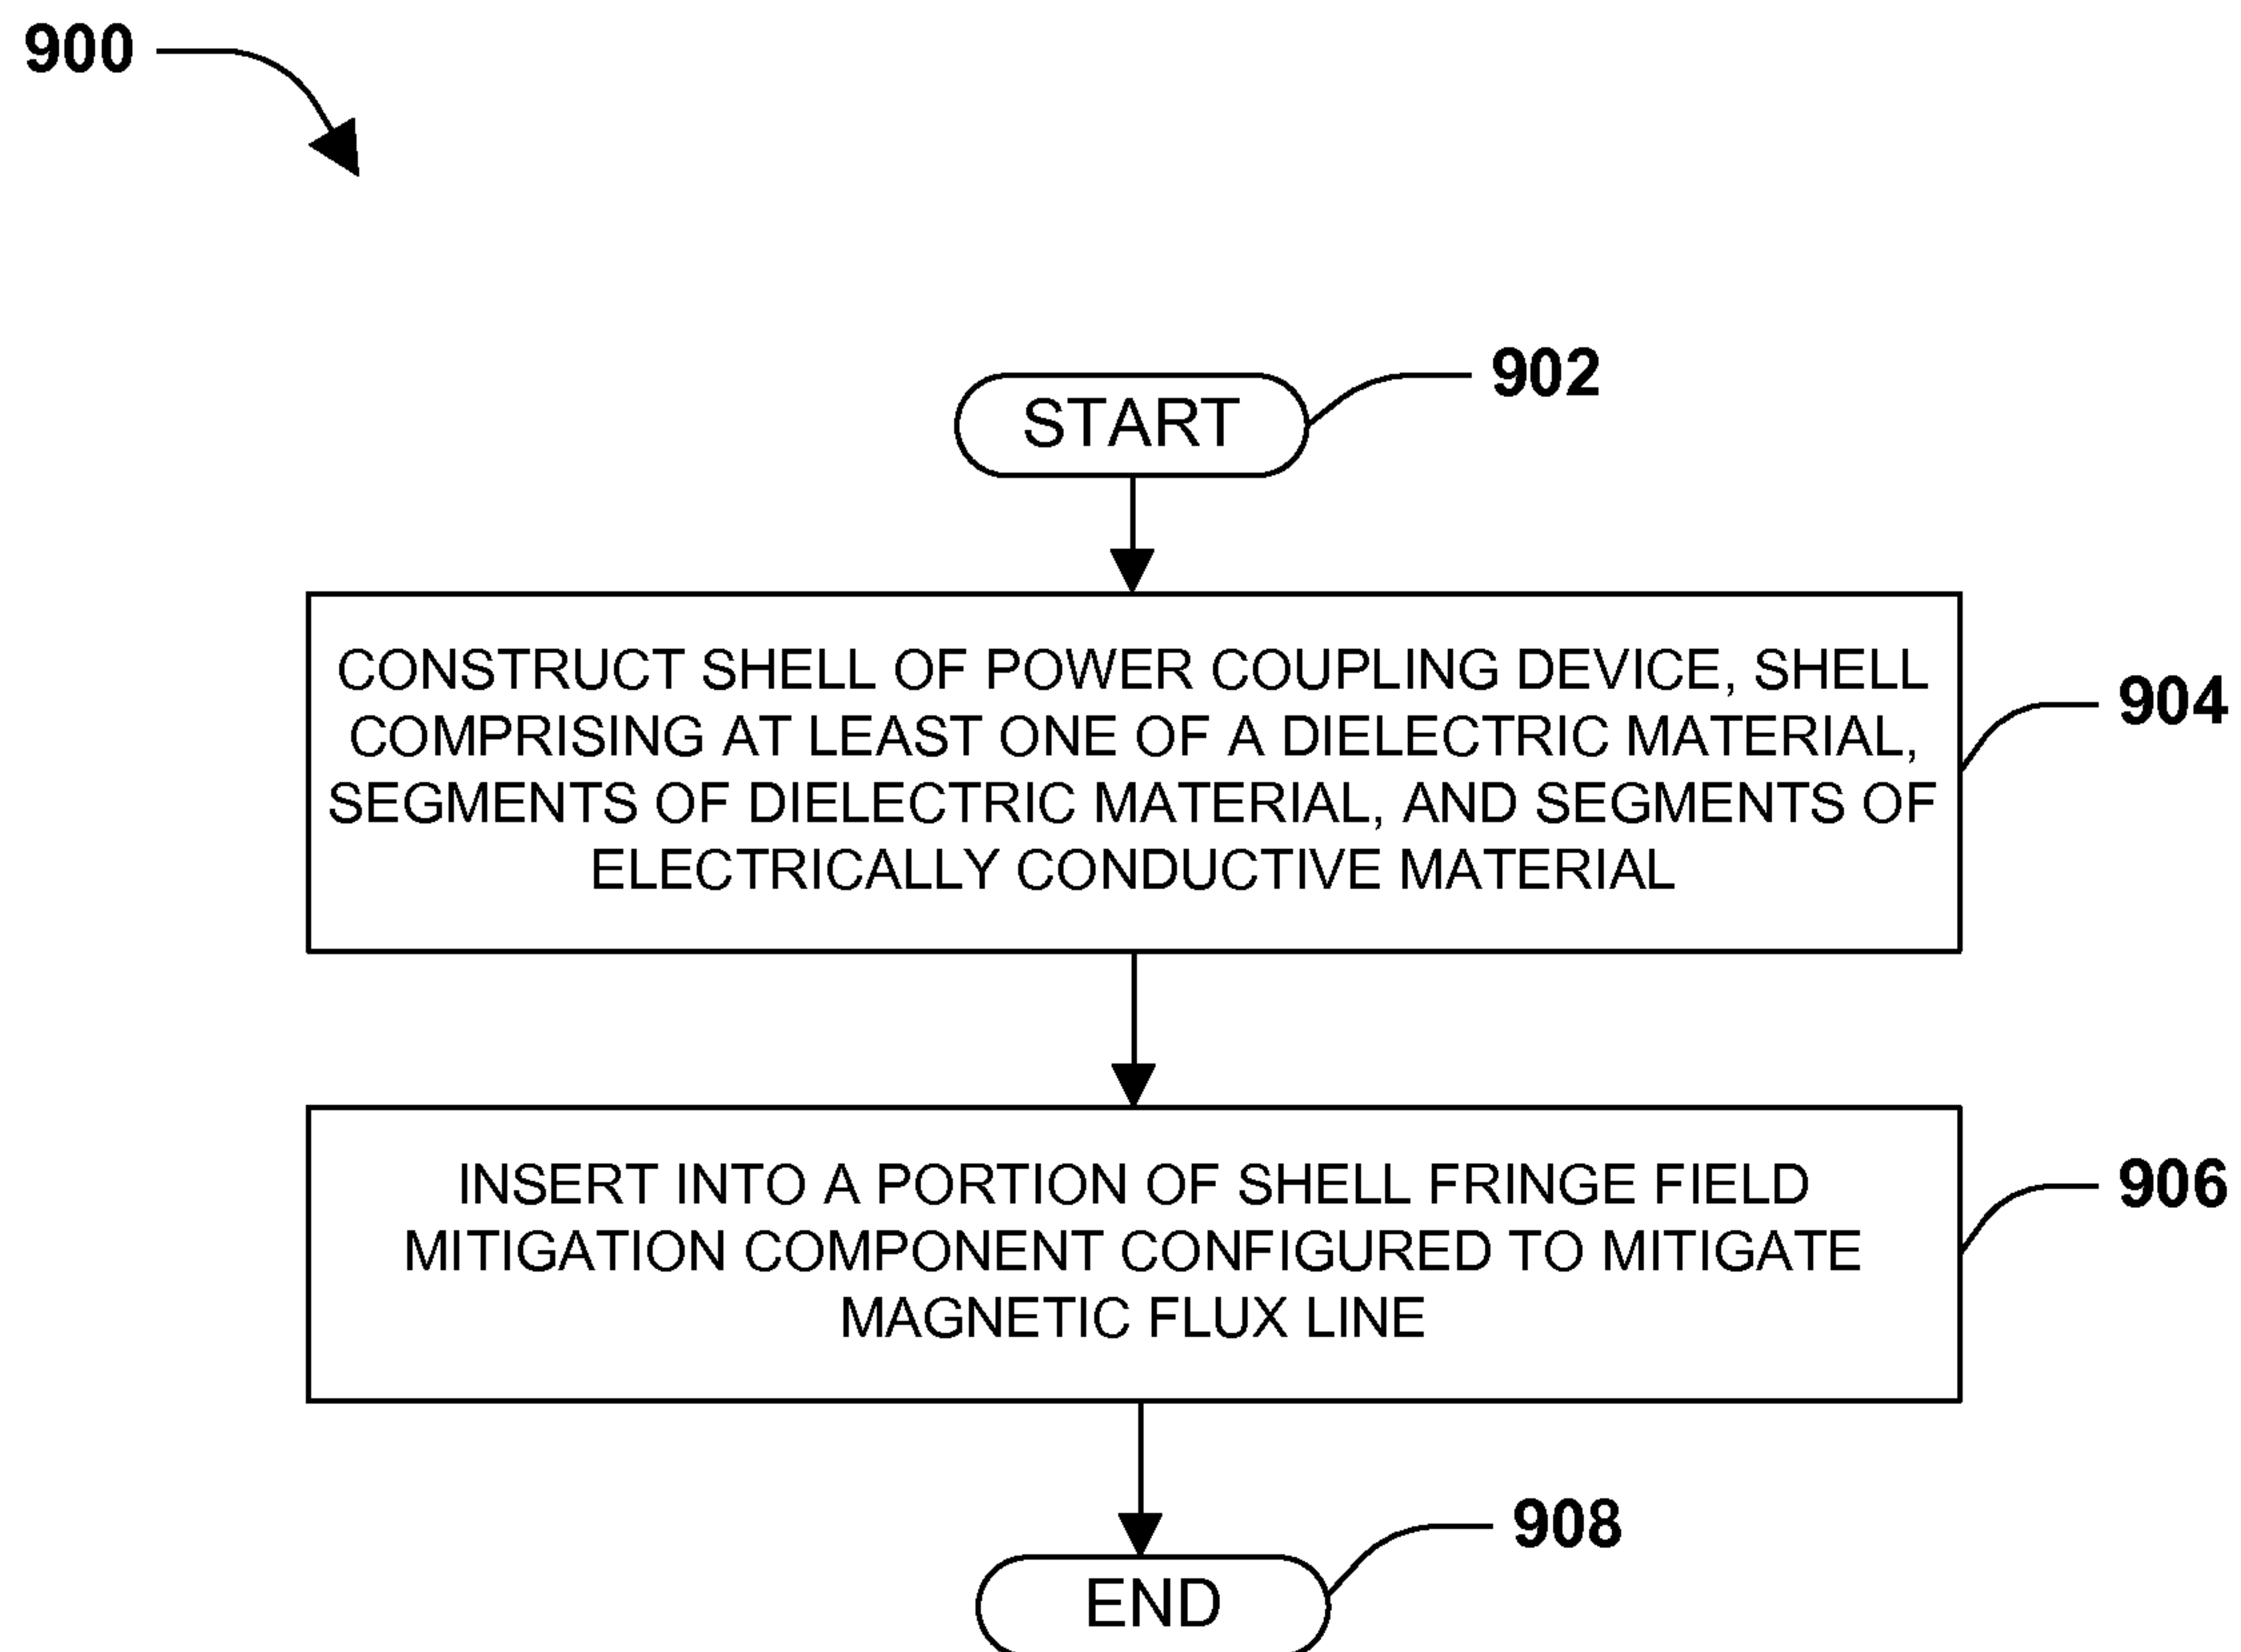 900
902
START
CONSTRUCT SHELL OF POWER COUPLING DEVICE, SHELL
COMPRISING AT LEAST ONE OF A DIELECTRIC MATERIAL,
SEGMENTS OF DIELECTRIC MATERIAL, AND SEGMENTS OF
ELECTRICALLY CONDUCTIVE MATERIAL
904
INSERT INTO A PORTION OF SHELL FRINGE FIELD
MITIGATION COMPONENT CONFIGURED TO MITIGATE
MAGNETIC FLUX LINE
906
908
END